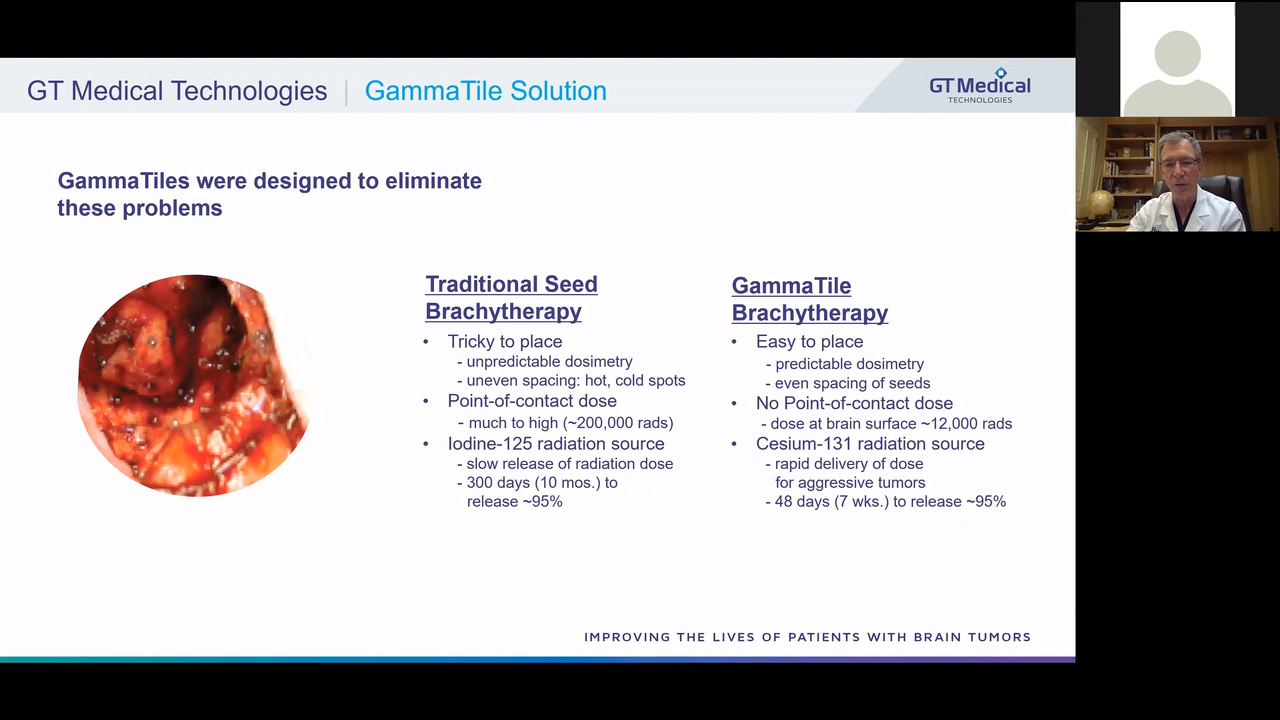 GT Medical Technologies | GammaTile Solution
GT Medical
TECHNOLOGIES
GammaTiles were designed to eliminate
these problems
Traditional Seed
Brachytherapy
• Tricky to place
- unpredictable dosimetry
- uneven spacing: hot, cold spots
• Point-of-contact dose
- much to high (~200,000 rads)
• Iodine-125 radiation source
- slow release of radiation dose
- 300 days (10 mos.) to
release ~95%
GammaTile
Brachytherapy
• Easy to place
- predictable dosimetry
- even spacing of seeds
• No Point-of-contact dose
- dose at brain surface ~12,000 rads
• Cesium-131 radiation source
- rapid delivery of dose
for aggressive tumors
- 48 days (7 wks.) to release ~95%
IMPROVING THE LIVES OF PATIENTS WITH BRAIN TUMORS